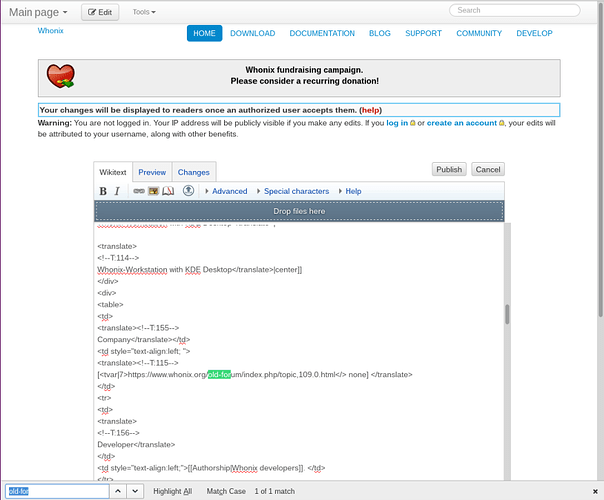 Main page
Edit
Tools
Search
Whonix
HOME
DOWNLOAD
DOCUMENTATION
BLOG
SUPPORT
COMMUNITY
DEVELOP
Whonix fundraising campaign.
Please consider a recurring donation!
Your changes will be displayed to readers once an authorized user accepts them. (help)
Warning: You are not logged in. Your IP address will be publicly visible if you make any edits. If you log in or create an account, your edits will
be attributed to your username, along with other benefits.
Wikitext
Preview
Changes
Publish
Cancel
B I
Advanced
Special characters
Help
Drop files here
<translate>
<!--T:114-->
Whonix-Workstation with KDE Desktop</translate>|center]]
</div>
<div>
<table>
<td>
<translate><!--T:155-->
Company</translate></td>
<td style="text-align:left; ">
<translate><!--T:115-->
[<tvar|7>https://www.whonix.org/old-forum/index.php/topic,109.0.html</> none] </translate>
</td>
<tr>
<td>
<translate>
<!--T:156-->
Developer</translate>
</td>
<td style="text-align:left;">[[Authorship|Whonix developers]]. </td>
</tr>
old-for
Highlight All
Match Case
1 of 1 match